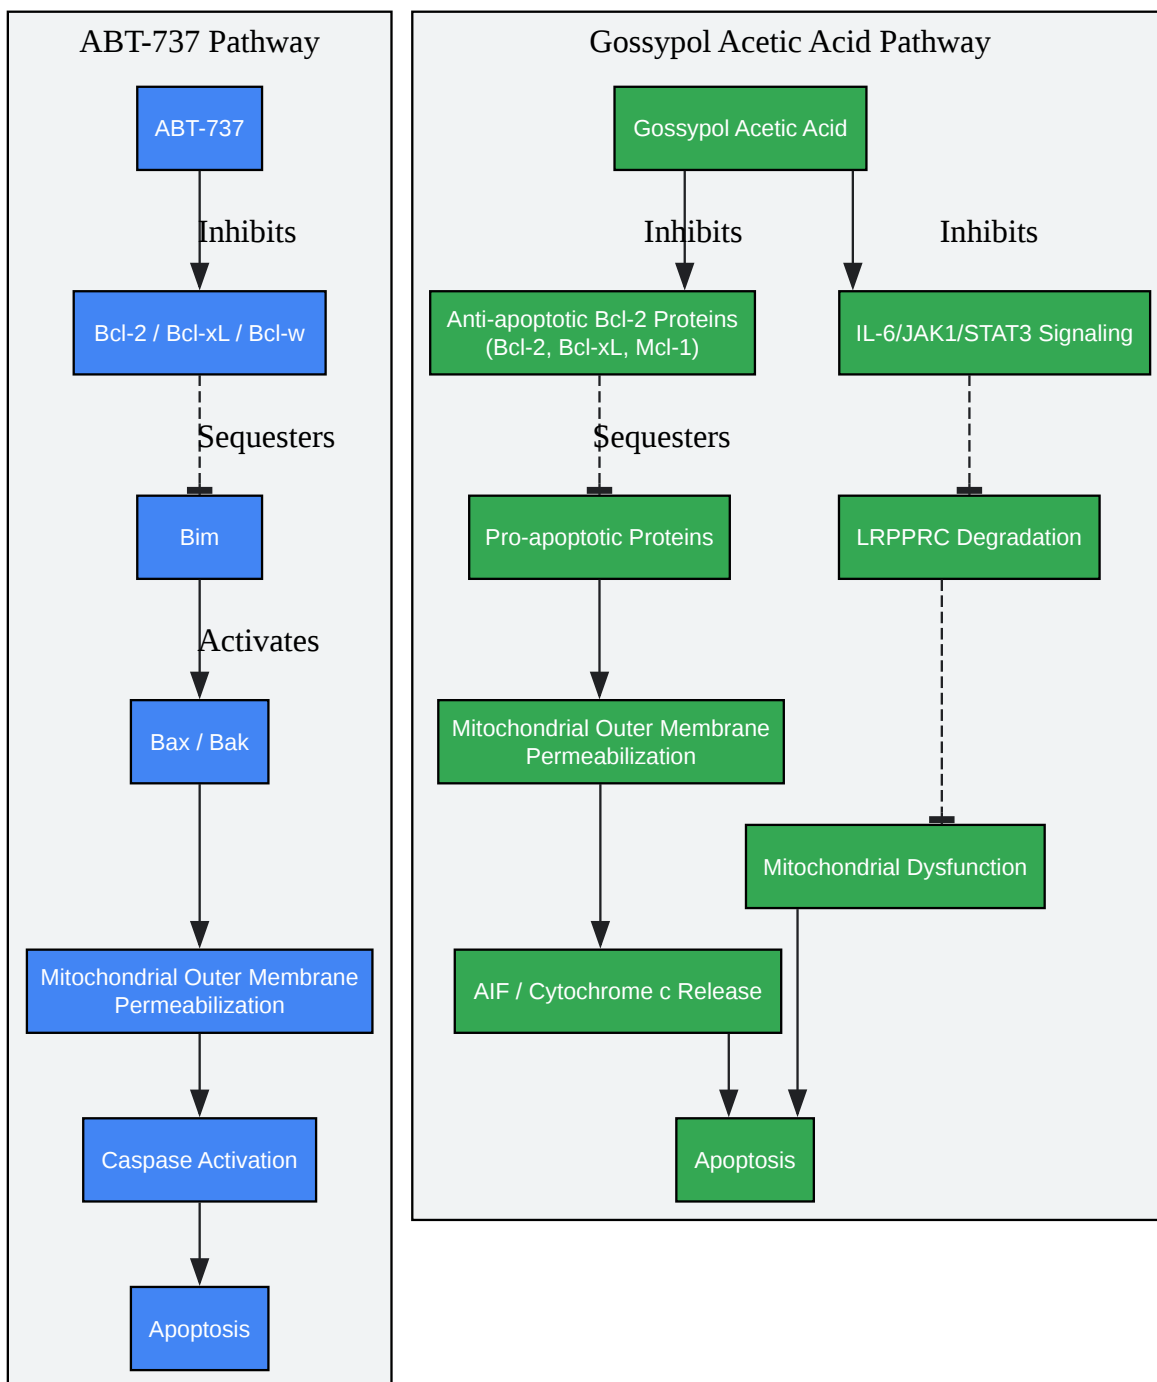 ABT-737 Pathway
ABT-737
Inhibits
Bcl-2 / Bcl-xL / Bcl-w
Sequesters
Bim
Activates
Bax / Bak
Mitochondrial Outer Membrane
Permeabilization
Caspase Activation
Apoptosis
Gossypol Acetic Acid Pathway
Gossypol Acetic Acid
Inhibits
Inhibits
Anti-apoptotic Bcl-2 Proteins
(Bcl-2, Bcl-xL, Mcl-1)
IL-6/JAK1/STAT3 Signaling
Sequesters
Pro-apoptotic Proteins
LRPPRC Degradation
Mitochondrial Outer Membrane
Permeabilization
Mitochondrial Dysfunction
AIF / Cytochrome c Release
Apoptosis